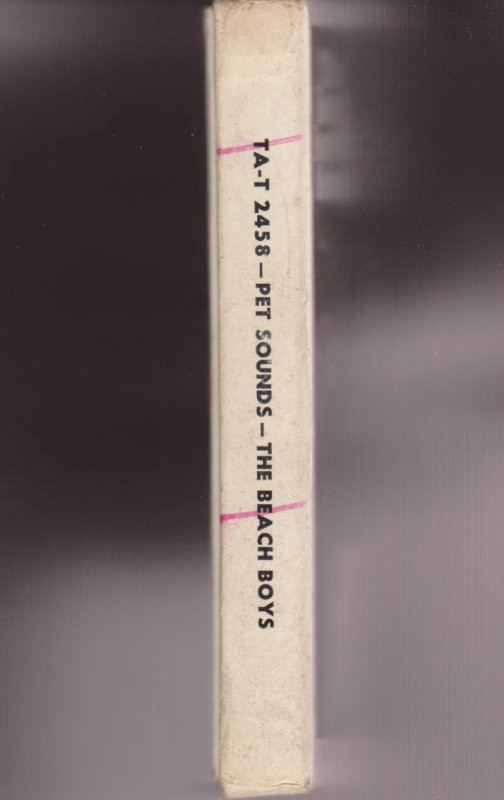 TA-T 2458 – PET SOUNDS – THE BEACH BOYS